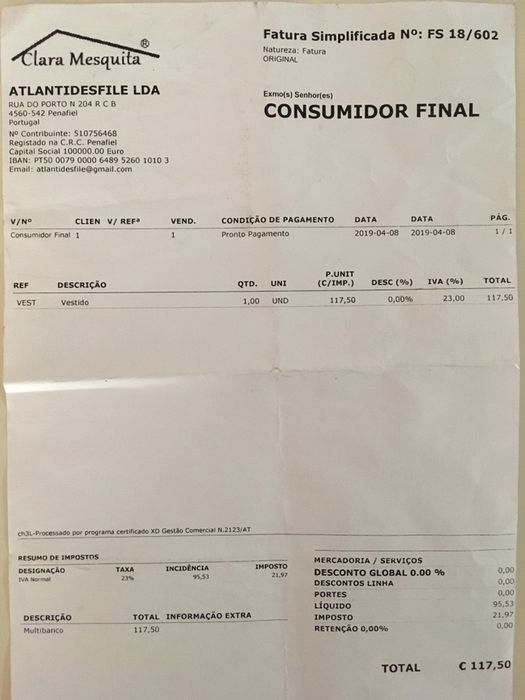 Clara Mesquita ®
ATLANTIDESFILE LDA
RUA DO PORTO N 204 R C B
4560-542 Penafiel
Portugal
Nº Contribuinte: 510756468
Registado na C.R.C. Penafiel
Capital Social 100000.00 Euro
IBAN: PT50 0079 0000 6489 5260 1010 3
Email: atlantidesfile@gmail.com
Fatura Simplificada Nº: FS 18/602
Natureza: Fatura
ORIGINAL
Exmo(s) Senhor(es)
CONSUMIDOR FINAL
V/Nº CLIEN V/ REFª VEND. CONDIÇÃO DE PAGAMENTO DATA DATA PÁG.
Consumidor Final 1 1 Pronto Pagamento 2019-04-08 2019-04-08 1 / 1
REF DESCRIÇÃO QTD. UNI P.UNIT (C/IMP.) DESC (%) IVA (%) TOTAL
VEST Vestido 1,00 UND 117,50 0,00% 23,00 117,50
ch3L-Processado por programa certificado XD Gestão Comercial N.2123/AT
RESUMO DE IMPOSTOS
DESIGNAÇÃO TAXA INCIDÊNCIA IMPOSTO
IVA Normal 23% 95,53 21,97
DESCRIÇÃO TOTAL INFORMAÇÃO EXTRA
Multibanco 117,50
MERCADORIA / SERVIÇOS
DESCONTO GLOBAL 0.00 % 0,00
DESCONTOS LINHA 0,00
PORTES 0,00
LÍQUIDO 95,53
IMPOSTO 21,97
RETENÇÃO 0,00% 0,00
TOTAL € 117,50